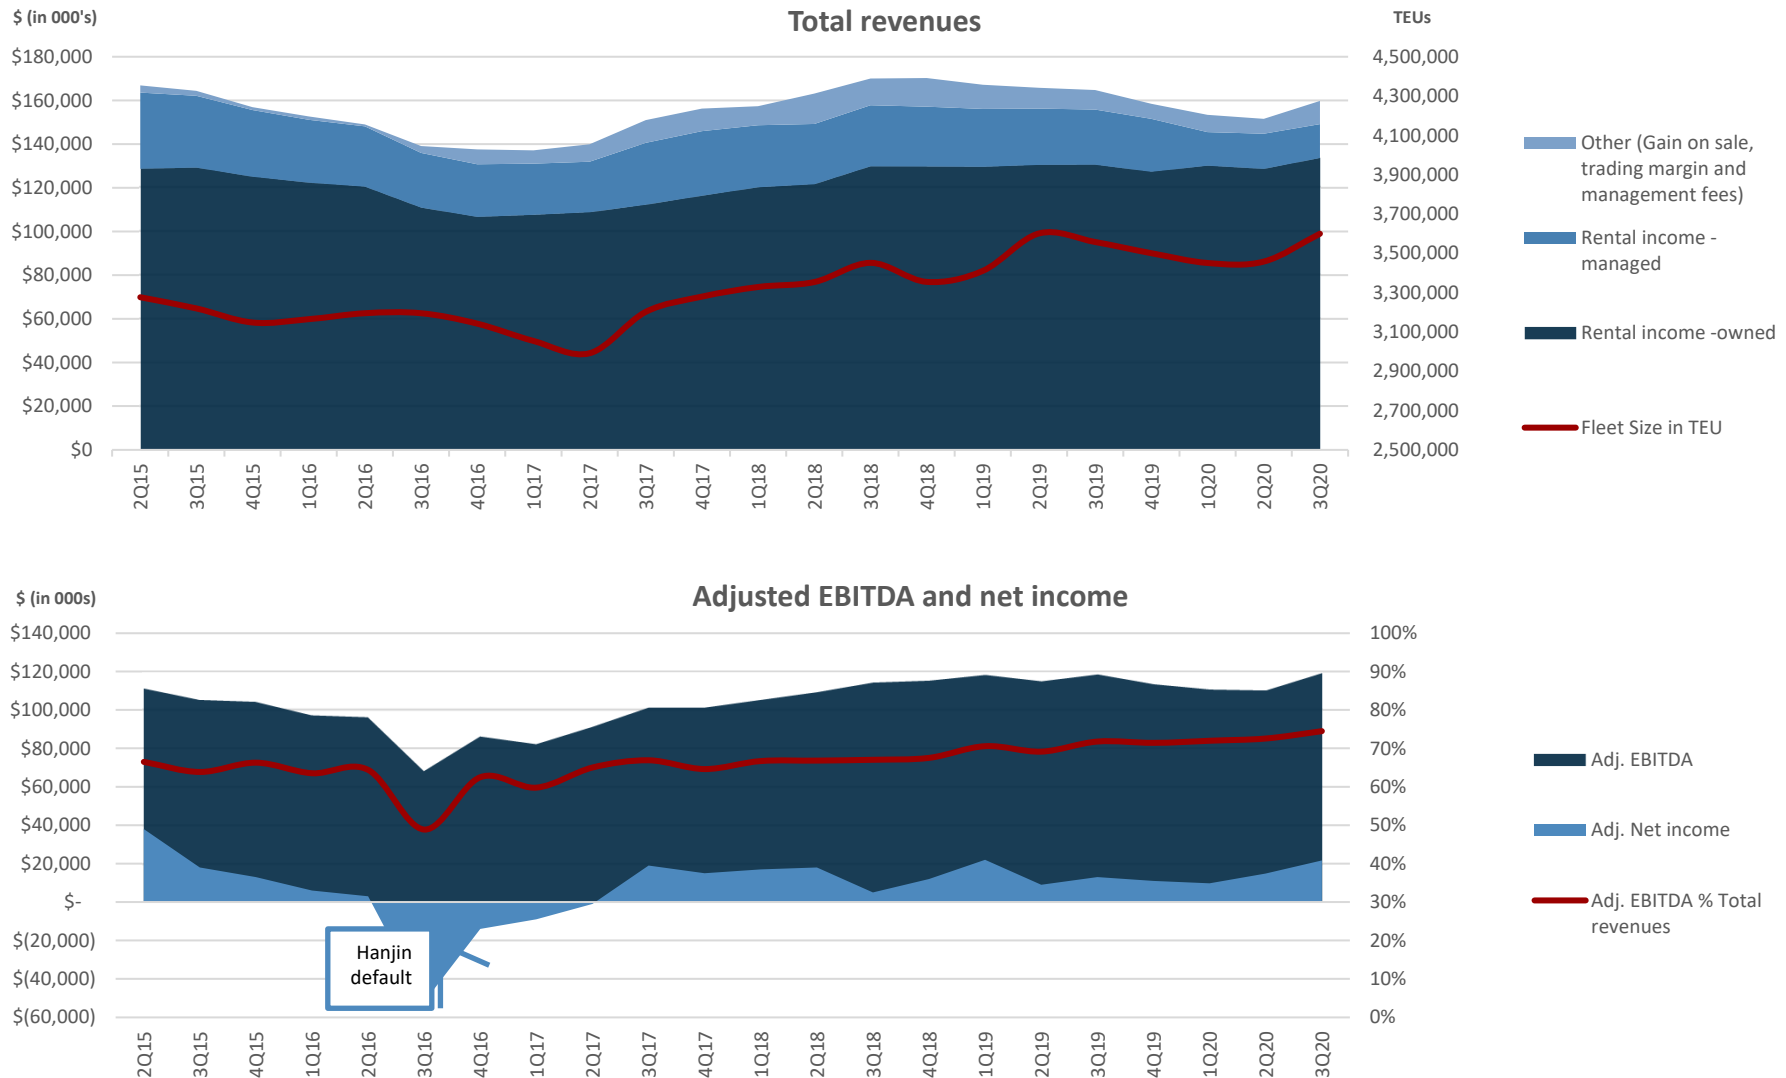 $ (in 000's)
Total revenues
TEUs
$180,000
$160,000
$140,000
$120,000
$100,000
$80,000
$60,000
$40,000
$20,000
$0
4,500,000
4,300,000
4,100,000
3,900,000
3,700,000
3,500,000
3,300,000
3,100,000
2,900,000
2,700,000
2,500,000
2Q15
3Q15
4Q15
1Q16
2Q16
3Q16
4Q16
1Q17
2Q17
3Q17
4Q17
1Q18
2Q18
3Q18
4Q18
1Q19
2Q19
3Q19
4Q19
1Q20
2Q20
3Q20
Other (Gain on sale,
trading margin and
management fees)
Rental income -
managed
Rental income -owned
Fleet Size in TEU
$ (in 000s)
Adjusted EBITDA and net income
$140,000
$120,000
$100,000
$80,000
$60,000
$40,000
$20,000
$-
$(20,000)
$(40,000)
$(60,000)
100%
90%
80%
70%
60%
50%
40%
30%
20%
10%
0%
Hanjin
default
2Q15
3Q15
4Q15
1Q16
2Q16
3Q16
4Q16
1Q17
2Q17
3Q17
4Q17
1Q18
2Q18
3Q18
4Q18
1Q19
2Q19
3Q19
4Q19
1Q20
2Q20
3Q20
Adj. EBITDA
Adj. Net income
Adj. EBITDA % Total
revenues